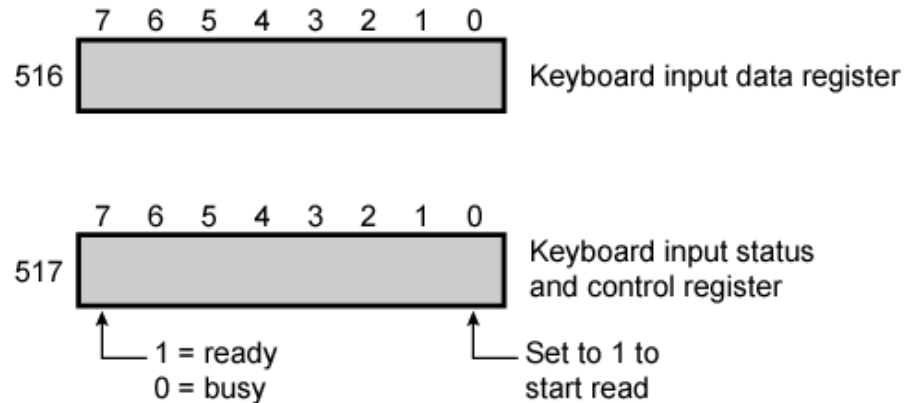 7 6 5 4 3 2 1 0
516 Keyboard input data register
7 6 5 4 3 2 1 0
517 Keyboard input status
and control register
1 = ready
0 = busy
Set to 1 to
start read